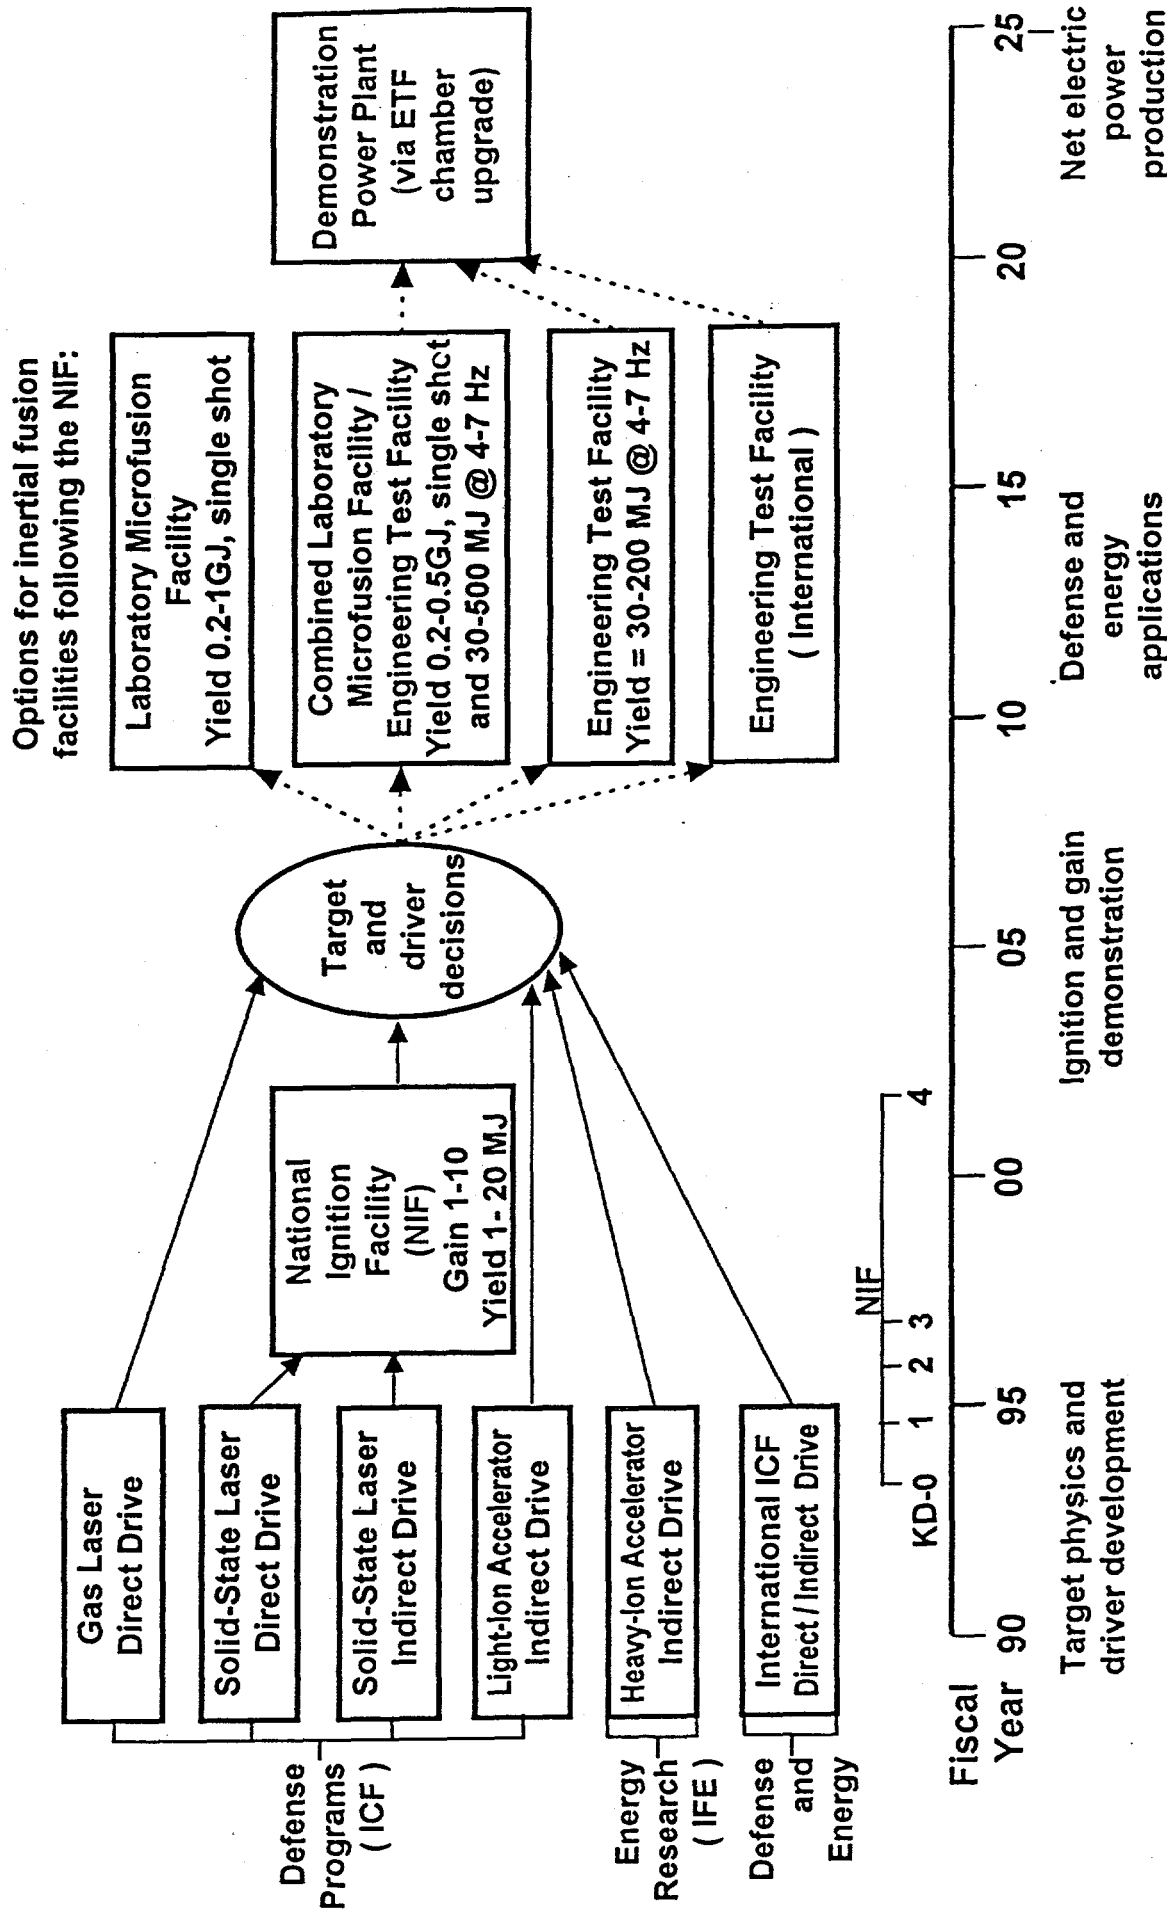 Options for inertial fusion
facilities following the NIF:
Gas Laser
Direct Drive
Solid-State Laser
Direct Drive
Solid-State Laser
Indirect Drive
Light-Ion Accelerator
Indirect Drive
Heavy-Ion Accelerator
Indirect Drive
International ICF
Direct / Indirect Drive
Defense
Programs
( ICF )
Energy
Research
( IFE )
Defense
and
Energy
National
Ignition
Facility
(NIF)
Gain 1-10
Yield 1- 20 MJ
Target
and
driver
decisions
Laboratory Microfusion
Facility
Yield 0.2-1GJ, single shot
Combined Laboratory
Microfusion Facility /
Engineering Test Facility
Yield 0.2-0.5GJ, single shot
and 30-500 MJ @ 4-7 Hz
Engineering Test Facility
Yield = 30-200 MJ @ 4-7 Hz
Engineering Test Facility
( International )
Demonstration
Power Plant
(via ETF
chamber
upgrade)
NIF
KD-0 1 2 3 4
Fiscal
Year 90 95 00 05 10 15 20 25
Target physics and
driver development
Ignition and gain
demonstration
Defense and
energy
applications
Net electric
power
production